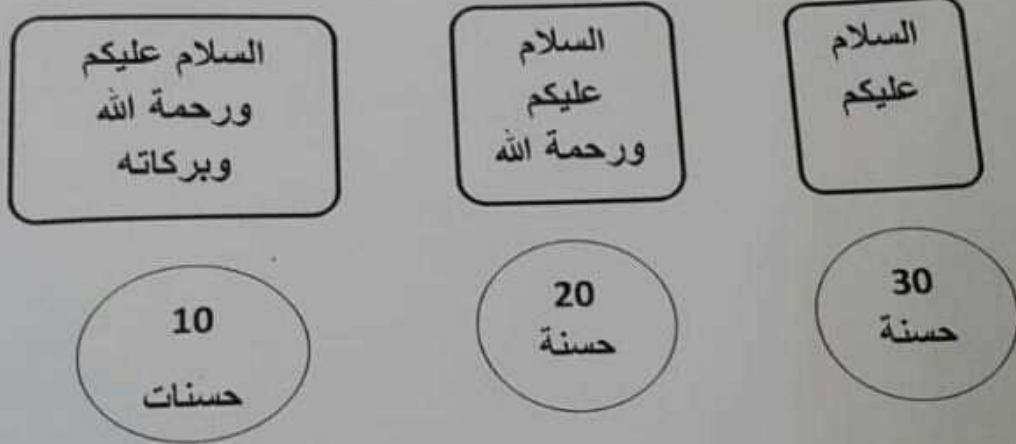 السلام
عليكم
السلام
عليكم
ورحمة الله
السلام عليكم
ورحمة الله
وبركاته
30
حسنة
20
حسنة
10
حسنات